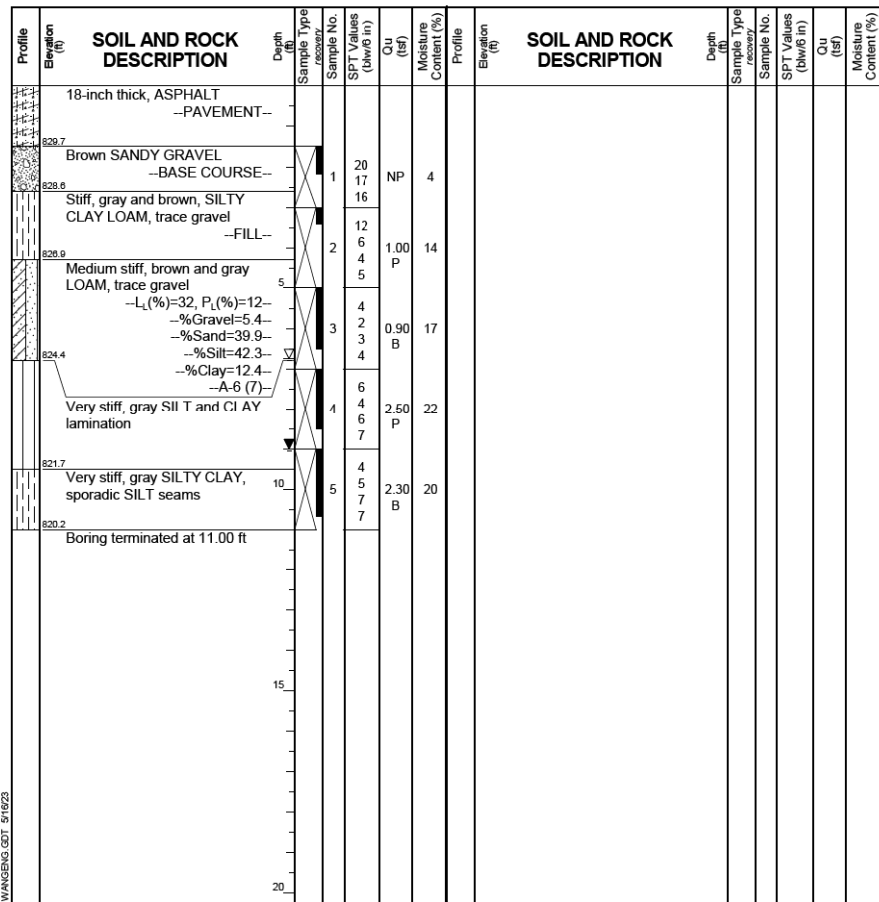 Profile
Elevation (ft)
SOIL AND ROCK DESCRIPTION
Depth (ft)
Sample Type recovery
Sample No.
SPT Values (blw/6 in)
Qu (tsf)
Moisture Content (%)
Profile
Elevation (ft)
SOIL AND ROCK DESCRIPTION
Depth (ft)
Sample Type recovery
Sample No.
SPT Values (blw/6 in)
Qu (tsf)
Moisture Content (%)
18-inch thick, ASPHALT
--PAVEMENT--
829.7
Brown SANDY GRAVEL
--BASE COURSE--
1
20
17
16
NP
4
828.6
Stiff, gray and brown, SILTY
CLAY LOAM, trace gravel
--FILL--
2
12
6
4
5
1.00
P
14
826.9
Medium stiff, brown and gray
LOAM, trace gravel
5
--LL(%)=32, PL(%)=12--
--%Gravel=5.4--
--%Sand=39.9--
--%Silt=42.3--
--%Clay=12.4--
--A-6 (7)--
3
4
2
3
4
0.90
B
17
824.4
Very stiff, gray SILT and CLAY
lamination
4
6
4
6
7
2.50
P
22
821.7
Very stiff, gray SILTY CLAY,
sporadic SILT seams
10
5
4
5
7
7
2.30
B
20
820.2
Boring terminated at 11.00 ft
15
20
WANGENG.GDT 5/16/23